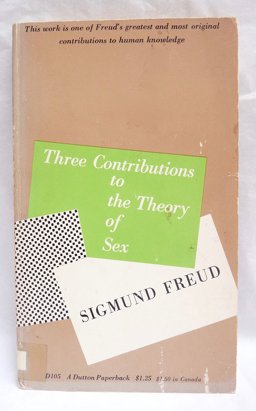 This work is one of Freud's greatest and most original
contributions to human knowledge
Three Contributions
to
the Theory
of
Sex
SIGMUND FREUD
D105 A Dutton Paperback $1.25 $1.50 in Canada